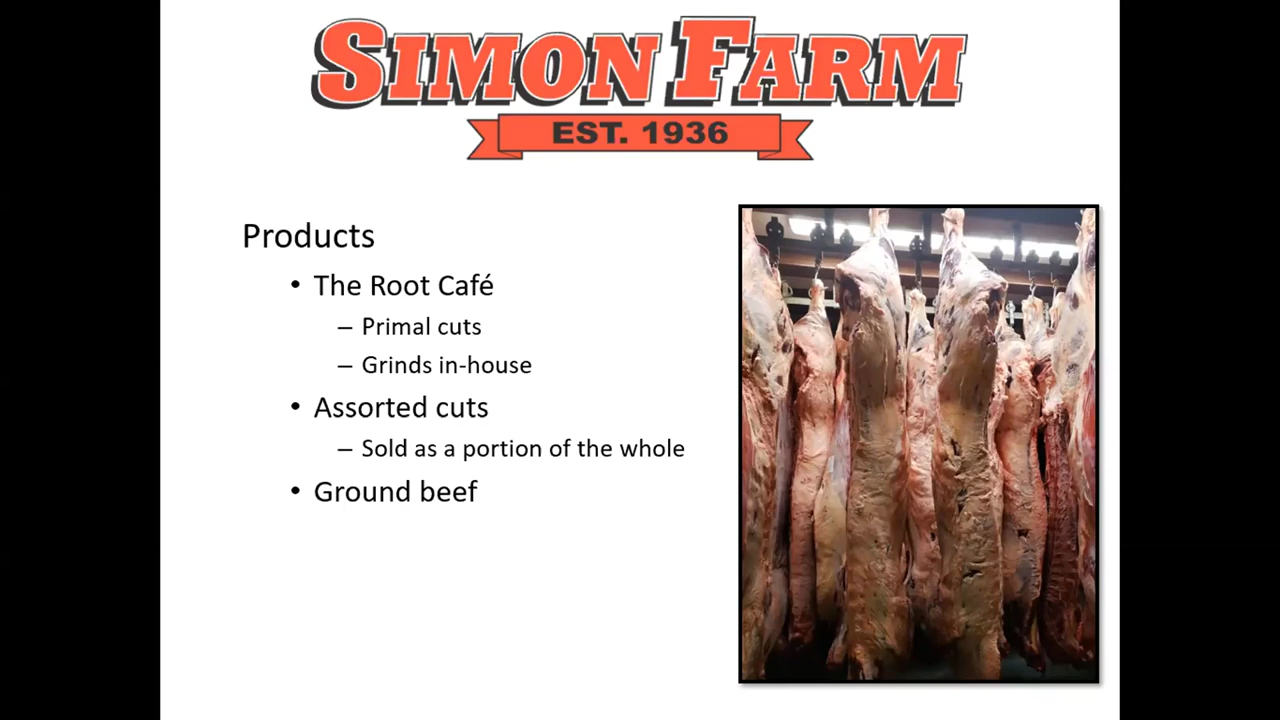 SIMON FARM
EST. 1936
Products
• The Root Café
– Primal cuts
– Grinds in-house
• Assorted cuts
– Sold as a portion of the whole
• Ground beef